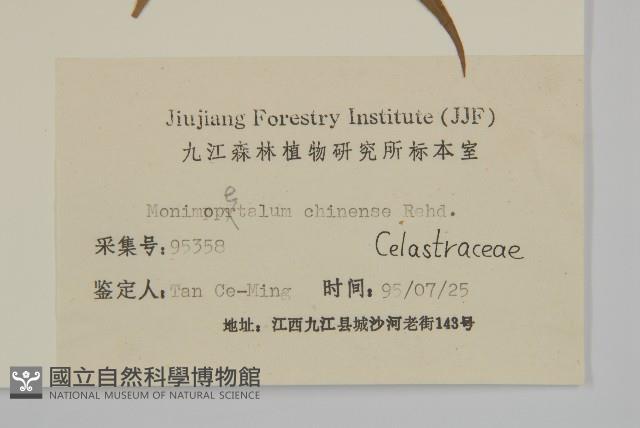 Jiujiang Forestry Institute (JJF)
九江森林植物研究所标本室
e
Monimoprtalum chinense Rehd.
采集号: 95358
Celastraceae
鉴定人: Tan Ce-Ming 时间: 95/07/25
地址: 江西九江县城沙河老街143号
國立自然科學博物館
NATIONAL MUSEUM OF NATURAL SCIENCE